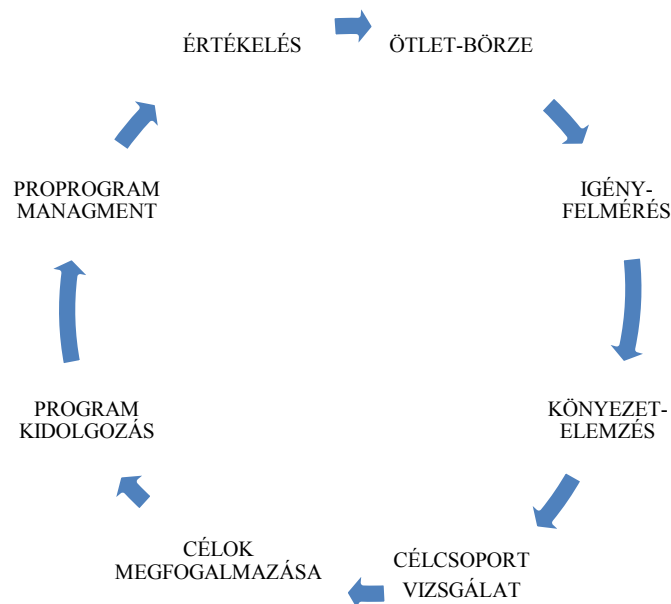 ÉRTÉKELÉS
ÖTLET-BÖRZE
IGÉNY-
FELMÉRÉS
KÖNYEZET-
ELEMZÉS
CÉLCSOPORT
VIZSGÁLAT
CÉLOK
MEGFOGALMAZÁSA
PROGRAM
KIDOLGOZÁS
PROPROGRAM
MANAGMENT